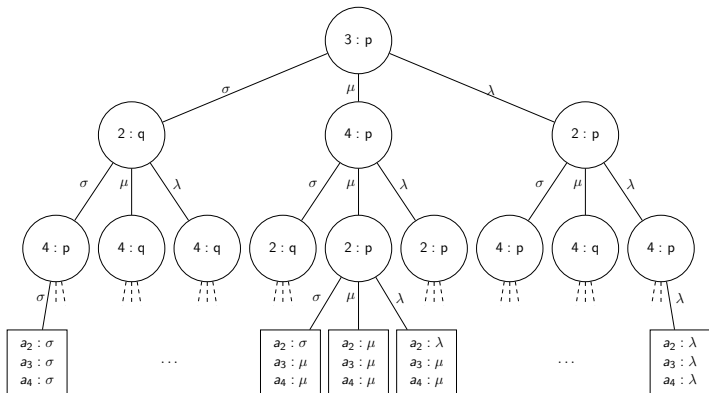 3 : p
σ
μ
λ
2 : q
4 : p
2 : p
σ
μ
λ
σ
μ
λ
σ
μ
λ
4 : p
4 : q
4 : q
2 : q
2 : p
2 : p
4 : p
4 : q
4 : p
σ
σ
μ
λ
λ
a₂ : σ
a₃ : σ
a₄ : σ
...
a₂ : σ
a₃ : μ
a₄ : μ
a₂ : μ
a₃ : μ
a₄ : μ
a₂ : λ
a₃ : μ
a₄ : μ
...
a₂ : λ
a₃ : λ
a₄ : λ